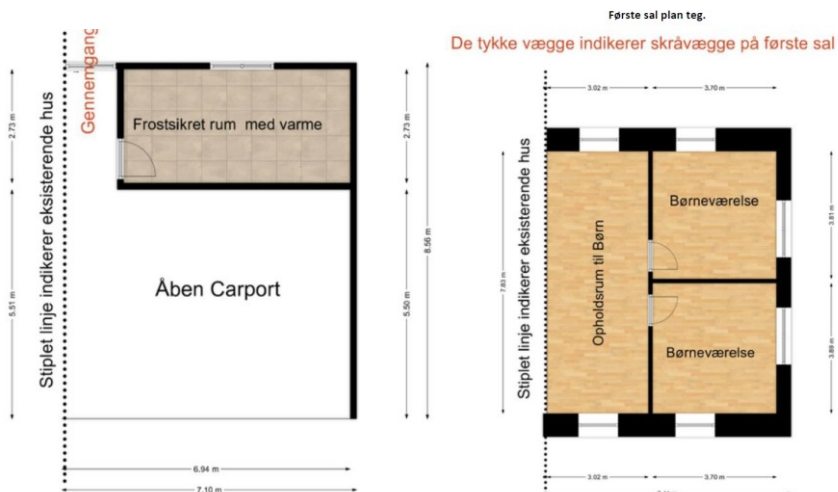 Første sal plan teg.
De tykke vægge indikerer skråvægge på første sal
Gennemgang
Stiplet linje indikerer eksisterende hus
2.73 m
5.51 m
Frostsikret rum med varme
Åben Carport
2.73 m
5.50 m
8.56 m
6.94 m
7.10 m
3.02 m
3.70 m
Stiplet linje indikerer eksisterende hus
7.83 m
Opholdsrum til Børn
Børneværelse
Børneværelse
3.81 m
3.89 m
3.02 m
3.70 m